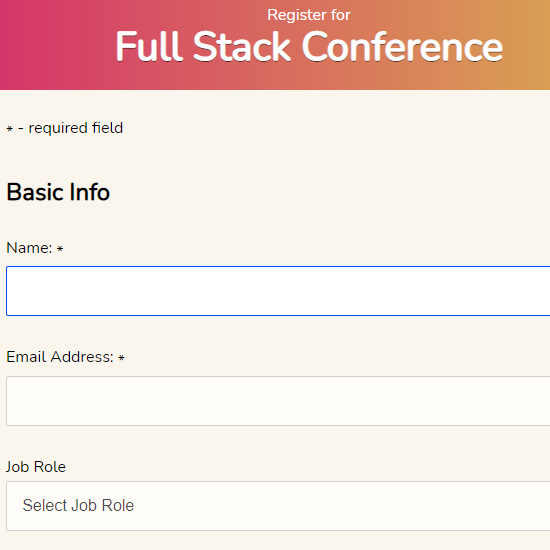 Register for
Full Stack Conference
* - required field
Basic Info
Name: *
Email Address: *
Job Role
Select Job Role